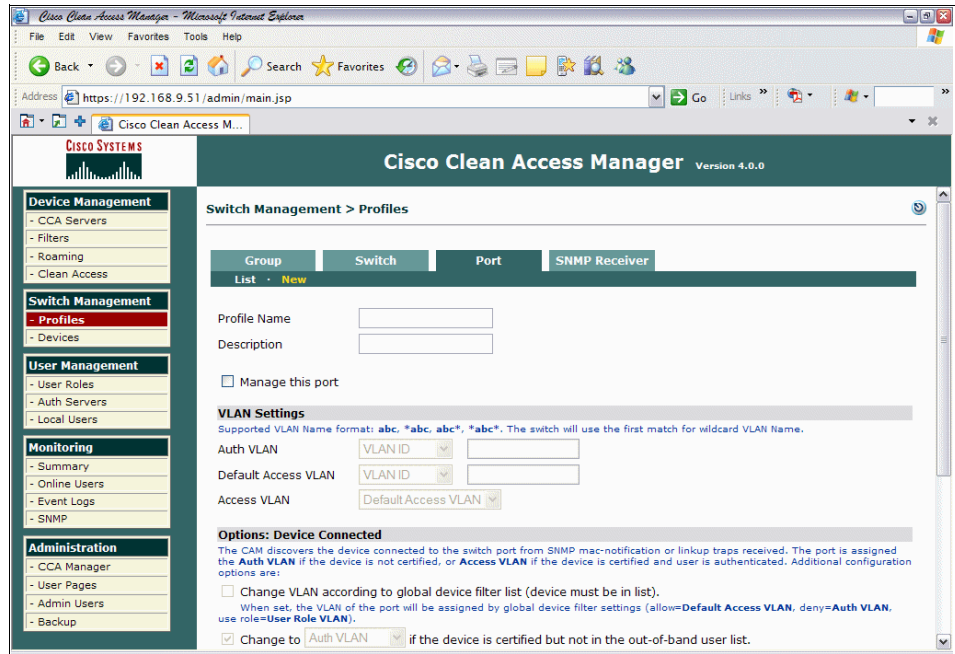 Cisco Clean Access Manager - Microsoft Internet Explorer
File Edit View Favorites Tools Help
Back Search Favorites
Address https://192.168.9.51/admin/main.jsp Go Links »
Cisco Clean Access M...
CISCO SYSTEMS
Cisco Clean Access Manager Version 4.0.0
Device Management
- CCA Servers
- Filters
- Roaming
- Clean Access
Switch Management
- Profiles
- Devices
User Management
- User Roles
- Auth Servers
- Local Users
Monitoring
- Summary
- Online Users
- Event Logs
- SNMP
Administration
- CCA Manager
- User Pages
- Admin Users
- Backup
Switch Management > Profiles
Group Switch Port SNMP Receiver
List · New
Profile Name
Description
Manage this port
VLAN Settings
Supported VLAN Name format: abc, *abc, abc*, *abc*. The switch will use the first match for wildcard VLAN Name.
Auth VLAN VLAN ID
Default Access VLAN VLAN ID
Access VLAN Default Access VLAN
Options: Device Connected
The CAM discovers the device connected to the switch port from SNMP mac-notification or linkup traps received. The port is assigned
the Auth VLAN if the device is not certified, or Access VLAN if the device is certified and user is authenticated. Additional configuration
options are:
Change VLAN according to global device filter list (device must be in list).
When set, the VLAN of the port will be assigned by global device filter settings (allow=Default Access VLAN, deny=Auth VLAN,
use role=User Role VLAN).
Change to Auth VLAN if the device is certified but not in the out-of-band user list.